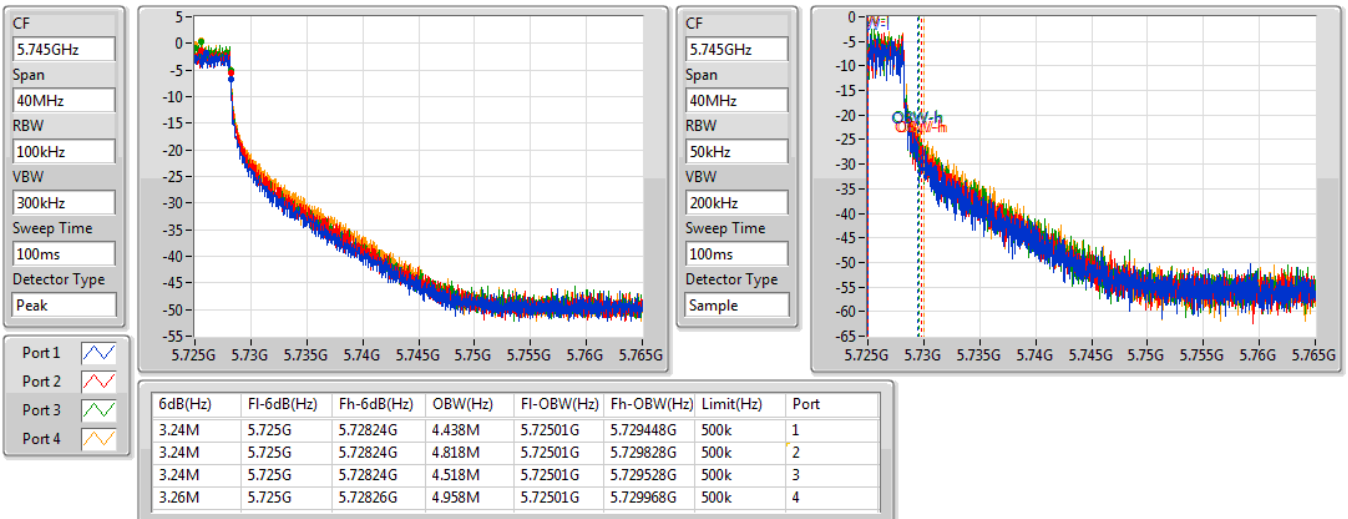 CF
5.745GHz
Span
40MHz
RBW
100kHz
VBW
300kHz
Sweep Time
100ms
Detector Type
Peak
5
0
-5
-10
-15
-20
-25
-30
-35
-40
-45
-50
-55
5.725G 5.73G 5.735G 5.74G 5.745G 5.75G 5.755G 5.76G 5.765G
CF
5.745GHz
Span
40MHz
RBW
50kHz
VBW
200kHz
Sweep Time
100ms
Detector Type
Sample
0
-5
-10
-15
-20
-25
-30
-35
-40
-45
-50
-55
-60
-65
OBW-h
OBW-h
5.725G 5.73G 5.735G 5.74G 5.745G 5.75G 5.755G 5.76G 5.765G
Port 1
Port 2
Port 3
Port 4
6dB(Hz) Fl-6dB(Hz) Fh-6dB(Hz) OBW(Hz) Fl-OBW(Hz) Fh-OBW(Hz) Limit(Hz) Port
3.24M 5.725G 5.72824G 4.438M 5.72501G 5.729448G 500k 1
3.24M 5.725G 5.72824G 4.818M 5.72501G 5.729828G 500k 2
3.24M 5.725G 5.72824G 4.518M 5.72501G 5.729528G 500k 3
3.26M 5.725G 5.72826G 4.958M 5.72501G 5.729968G 500k 4